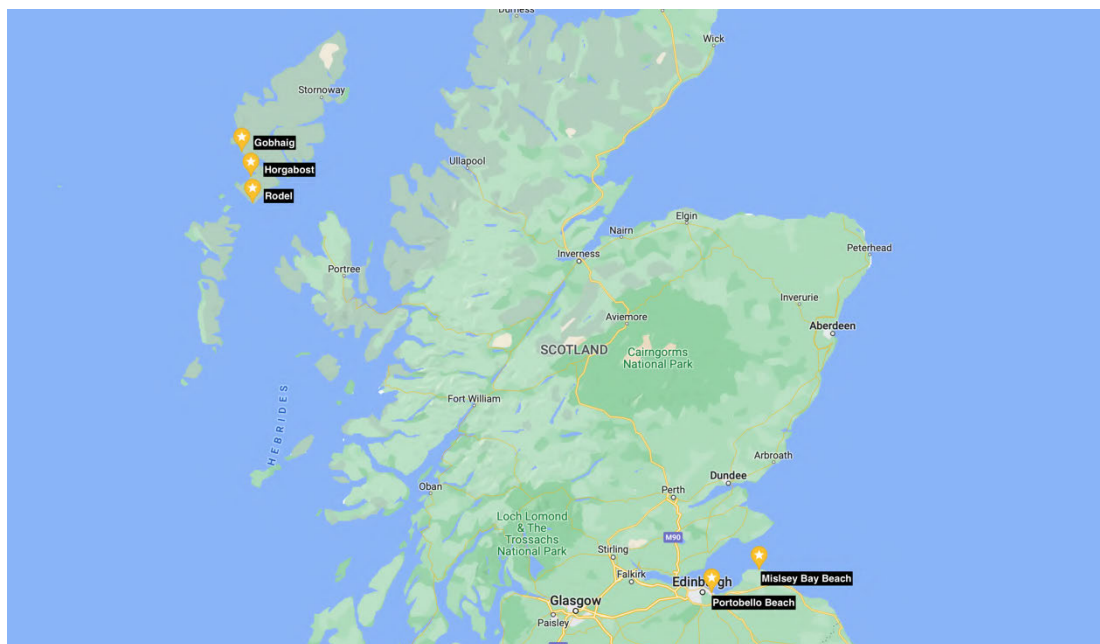 Durness
Wick
Stornoway
Gobhaig
Ullapool
Horgabost
Rodel
Elgin
Nairn
Peterhead
Inverness
Portree
Inverurie
Aviemore
Aberdeen
SCOTLAND
Cairngorms
National Park
Fort William
HEBRIDES
Arbroath
Dundee
Oban
Perth
Loch Lomond
& The
Trossachs
National Park
M90
Stirling
Falkirk
Edinburgh
Mislsey Bay Beach
Glasgow
Portobello Beach
Paisley